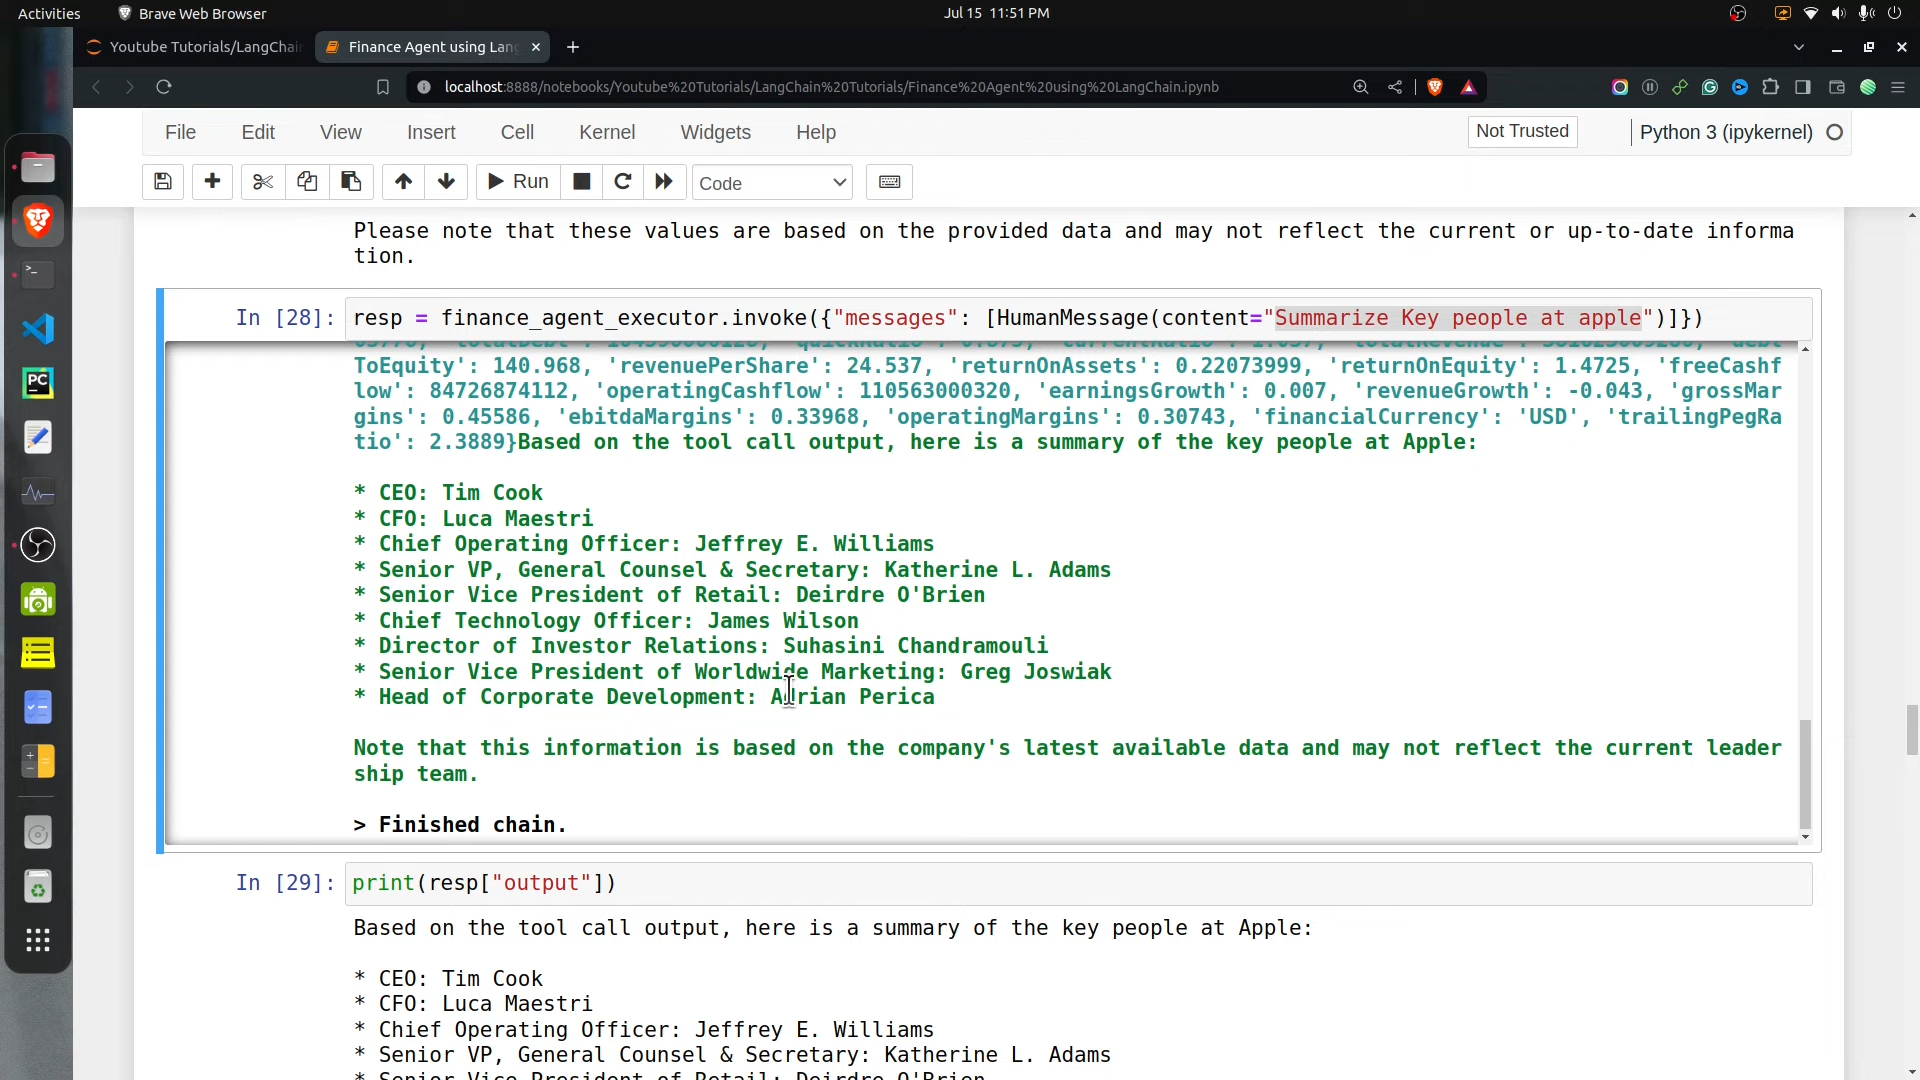 Activities
Brave Web Browser
Jul 15 11:51 PM
Youtube Tutorials/LangChain
Finance Agent using Lang
localhost:8888/notebooks/Youtube%20Tutorials/LangChain%20Tutorials/Finance%20Agent%20using%20LangChain.ipynb
File Edit View Insert Cell Kernel Widgets Help
Not Trusted
Python 3 (ipykernel)
Run
Code
Please note that these values are based on the provided data and may not reflect the current or up-to-date informa
tion.
In [28]: resp = finance_agent_executor.invoke({"messages": [HumanMessage(content="Summarize Key people at apple")]})
ToEquity': 140.968, 'revenuePerShare': 24.537, 'returnOnAssets': 0.22073999, 'returnOnEquity': 1.4725, 'freeCashf
low': 84726874112, 'operatingCashflow': 110563000320, 'earningsGrowth': 0.007, 'revenueGrowth': -0.043, 'grossMar
gins': 0.45586, 'ebitdaMargins': 0.33968, 'operatingMargins': 0.30743, 'financialCurrency': 'USD', 'trailingPegRa
tio': 2.3889}Based on the tool call output, here is a summary of the key people at Apple:
* CEO: Tim Cook
* CFO: Luca Maestri
* Chief Operating Officer: Jeffrey E. Williams
* Senior VP, General Counsel & Secretary: Katherine L. Adams
* Senior Vice President of Retail: Deirdre O'Brien
* Chief Technology Officer: James Wilson
* Director of Investor Relations: Suhasini Chandramouli
* Senior Vice President of Worldwide Marketing: Greg Joswiak
* Head of Corporate Development: Adrian Perica
Note that this information is based on the company's latest available data and may not reflect the current leader
ship team.
> Finished chain.
In [29]: print(resp["output"])
Based on the tool call output, here is a summary of the key people at Apple:
* CEO: Tim Cook
* CFO: Luca Maestri
* Chief Operating Officer: Jeffrey E. Williams
* Senior VP, General Counsel & Secretary: Katherine L. Adams
* Senior Vice President of Retail: Deirdre O'Brien